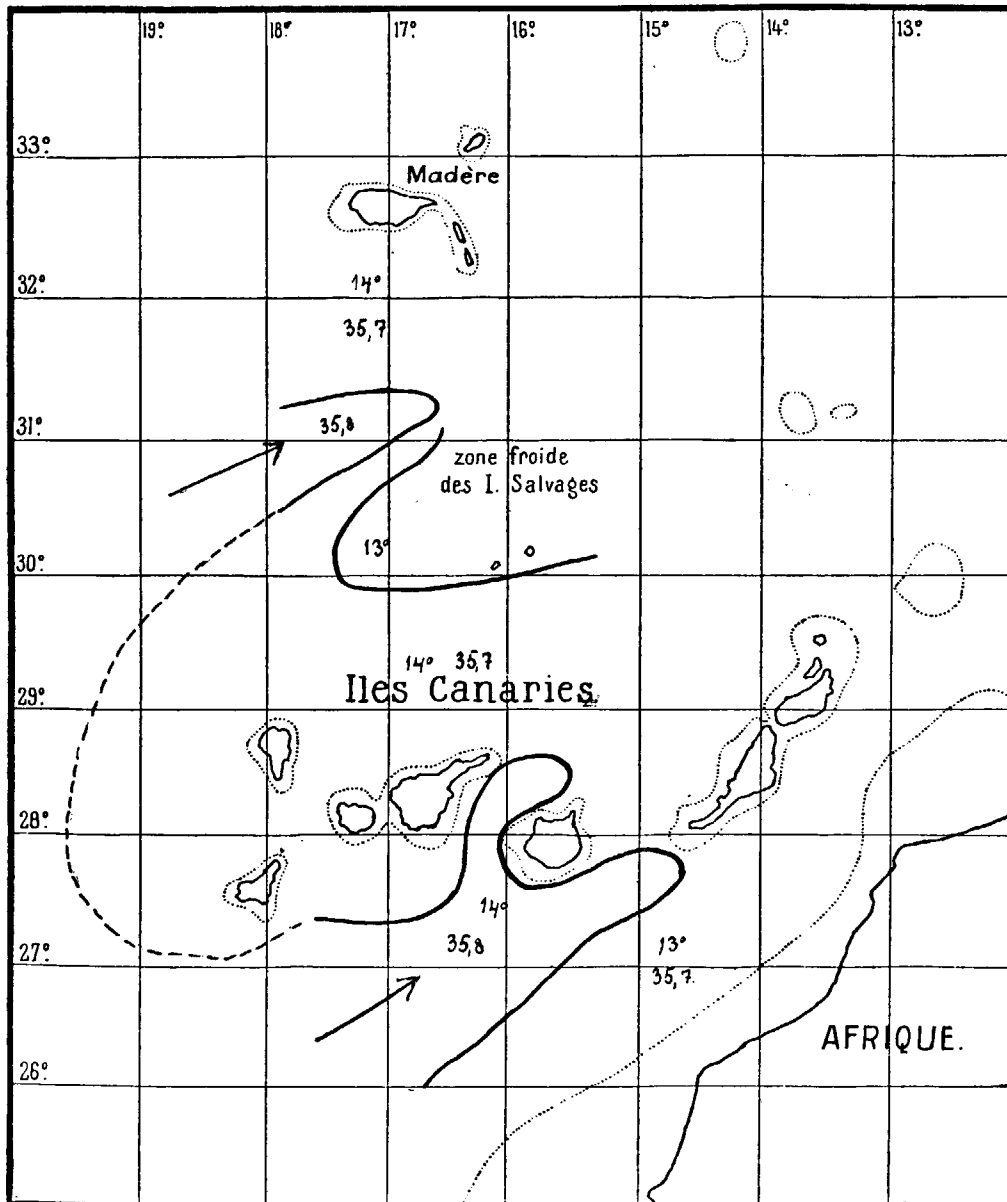 19° 18° 17° 16° 15° 14° 13°
33°
Madère
32°
14°
35,7
31°
35,8
zone froide
des I. Salvages
13°
30°
14° 35,7
Iles Canaries
29°
28°
14°
35,8
13°
27°
35,7
AFRIQUE.
26°